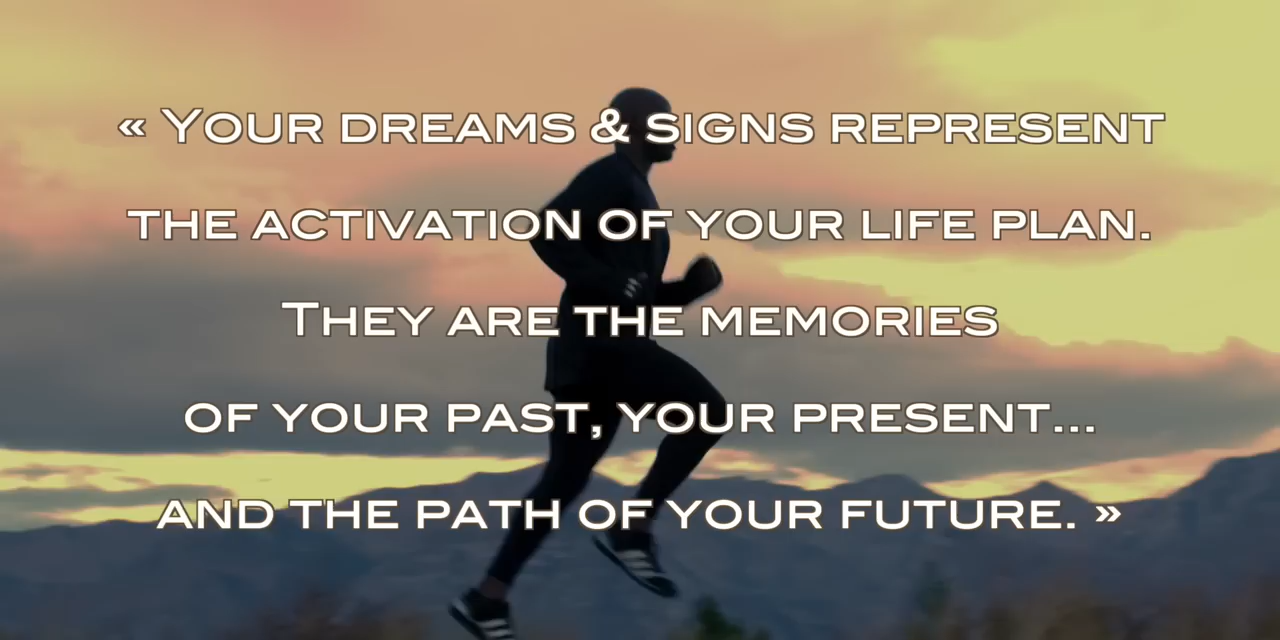 « Your dreams & signs represent
the activation of your life plan.
They are the memories
of your past, your present...
and the path of your future. »